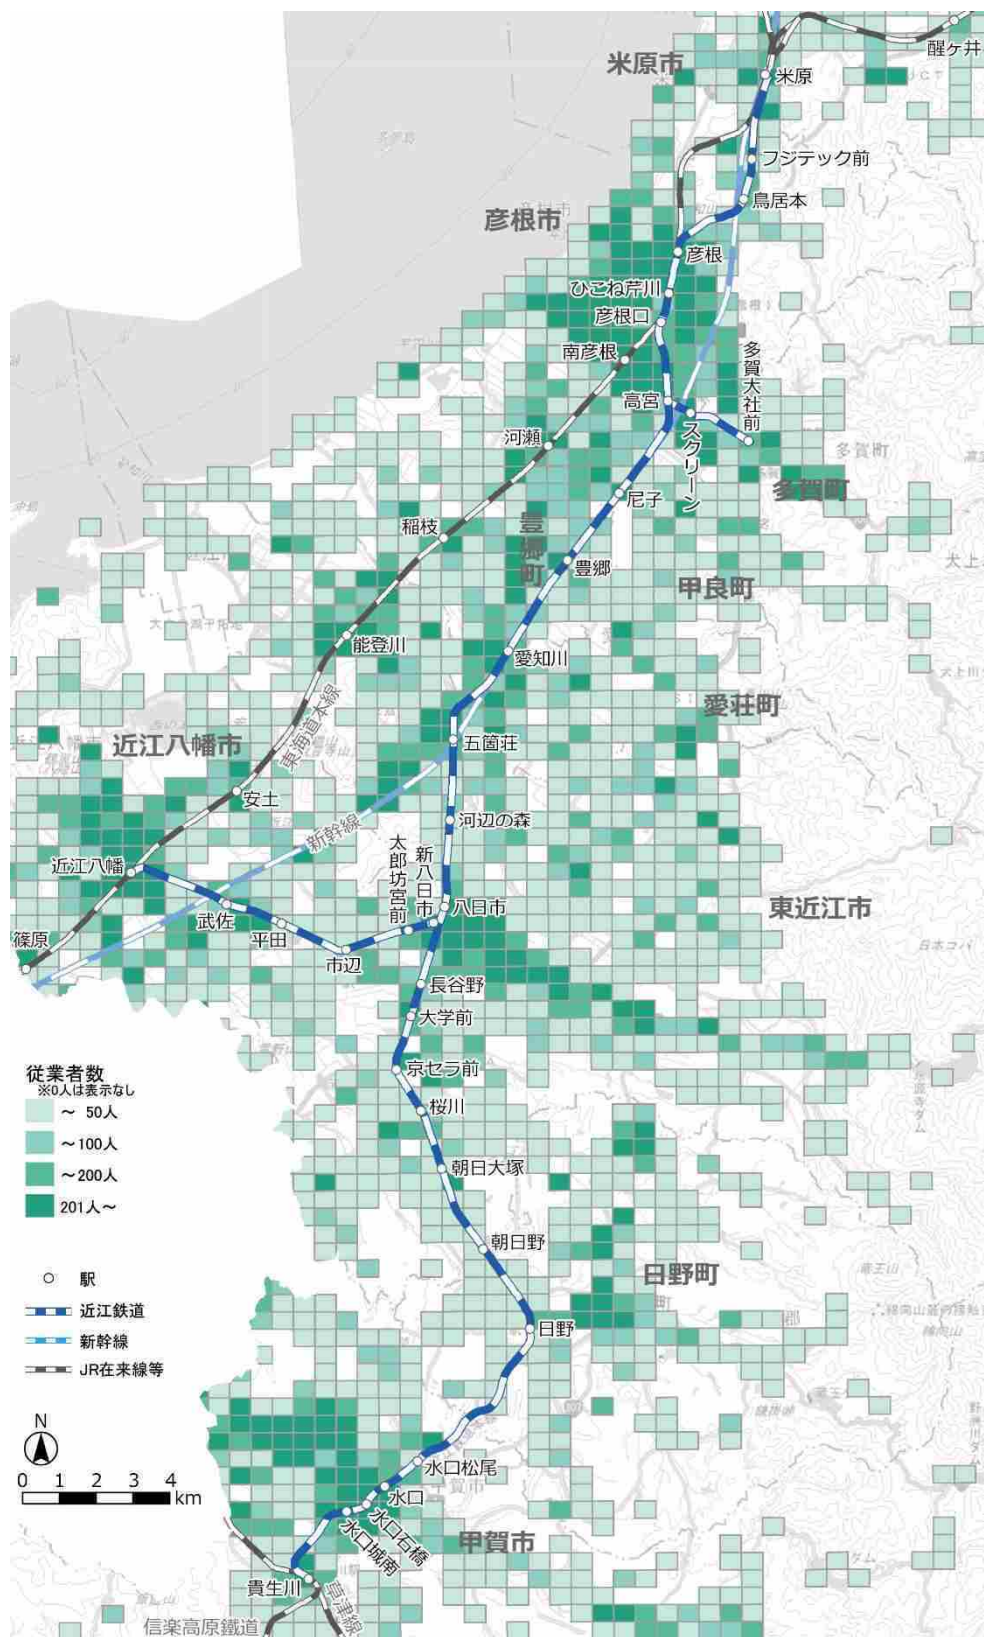 醒ヶ井
米原市
米原
フジテック前
鳥居本
彦根市
彦根
ひこね芹川
彦根口
南彦根
多賀大社前
高宮
スクリーン
河瀬
多賀町
多賀町
尼子
稲枝
豊郷町
豊郷
甲良町
能登川
愛知川
愛荘町
東海道本線
近江八幡市
五箇荘
安土
新幹線
河辺の森
太郎坊宮前
新八日市
近江八幡
八日市
武佐
平田
東近江市
篠原
市辺
日本コバ
長谷野
大学前
京セラ前
桜川
朝日大塚
朝日野
日野町
日野
水口松尾
水口
水口石橋
水口城南
甲賀市
貴生川
草津線
信楽高原鐵道
従業者数
※0人は表示なし
～ 50人
～100人
～200人
201人～
駅
近江鉄道
新幹線
JR在来線等
N
0 1 2 3 4
km